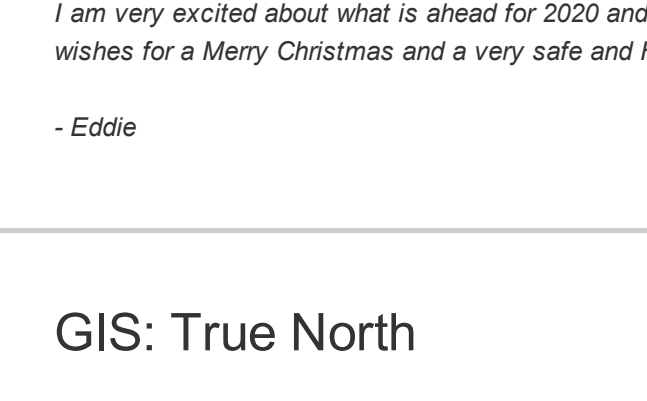 I am very excited about what is ahead for 2020 and
wishes for a Merry Christmas and a very safe and
- Eddie
GIS: True North